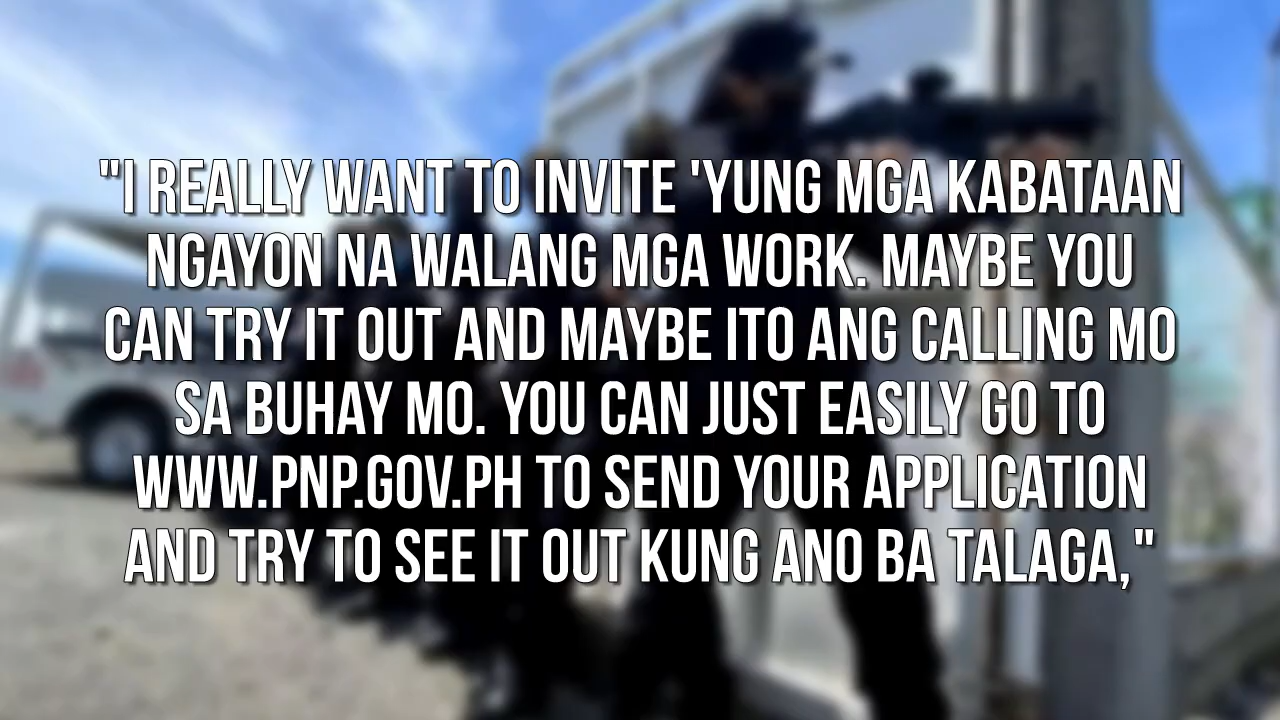 "I REALLY WANT TO INVITE 'YUNG MGA KABATAAN
NGAYON NA WALANG MGA WORK. MAYBE YOU
CAN TRY IT OUT AND MAYBE ITO ANG CALLING MO
SA BUHAY MO. YOU CAN JUST EASILY GO TO
WWW.PNP.GOV.PH TO SEND YOUR APPLICATION
AND TRY TO SEE IT OUT KUNG ANO BA TALAGA,"